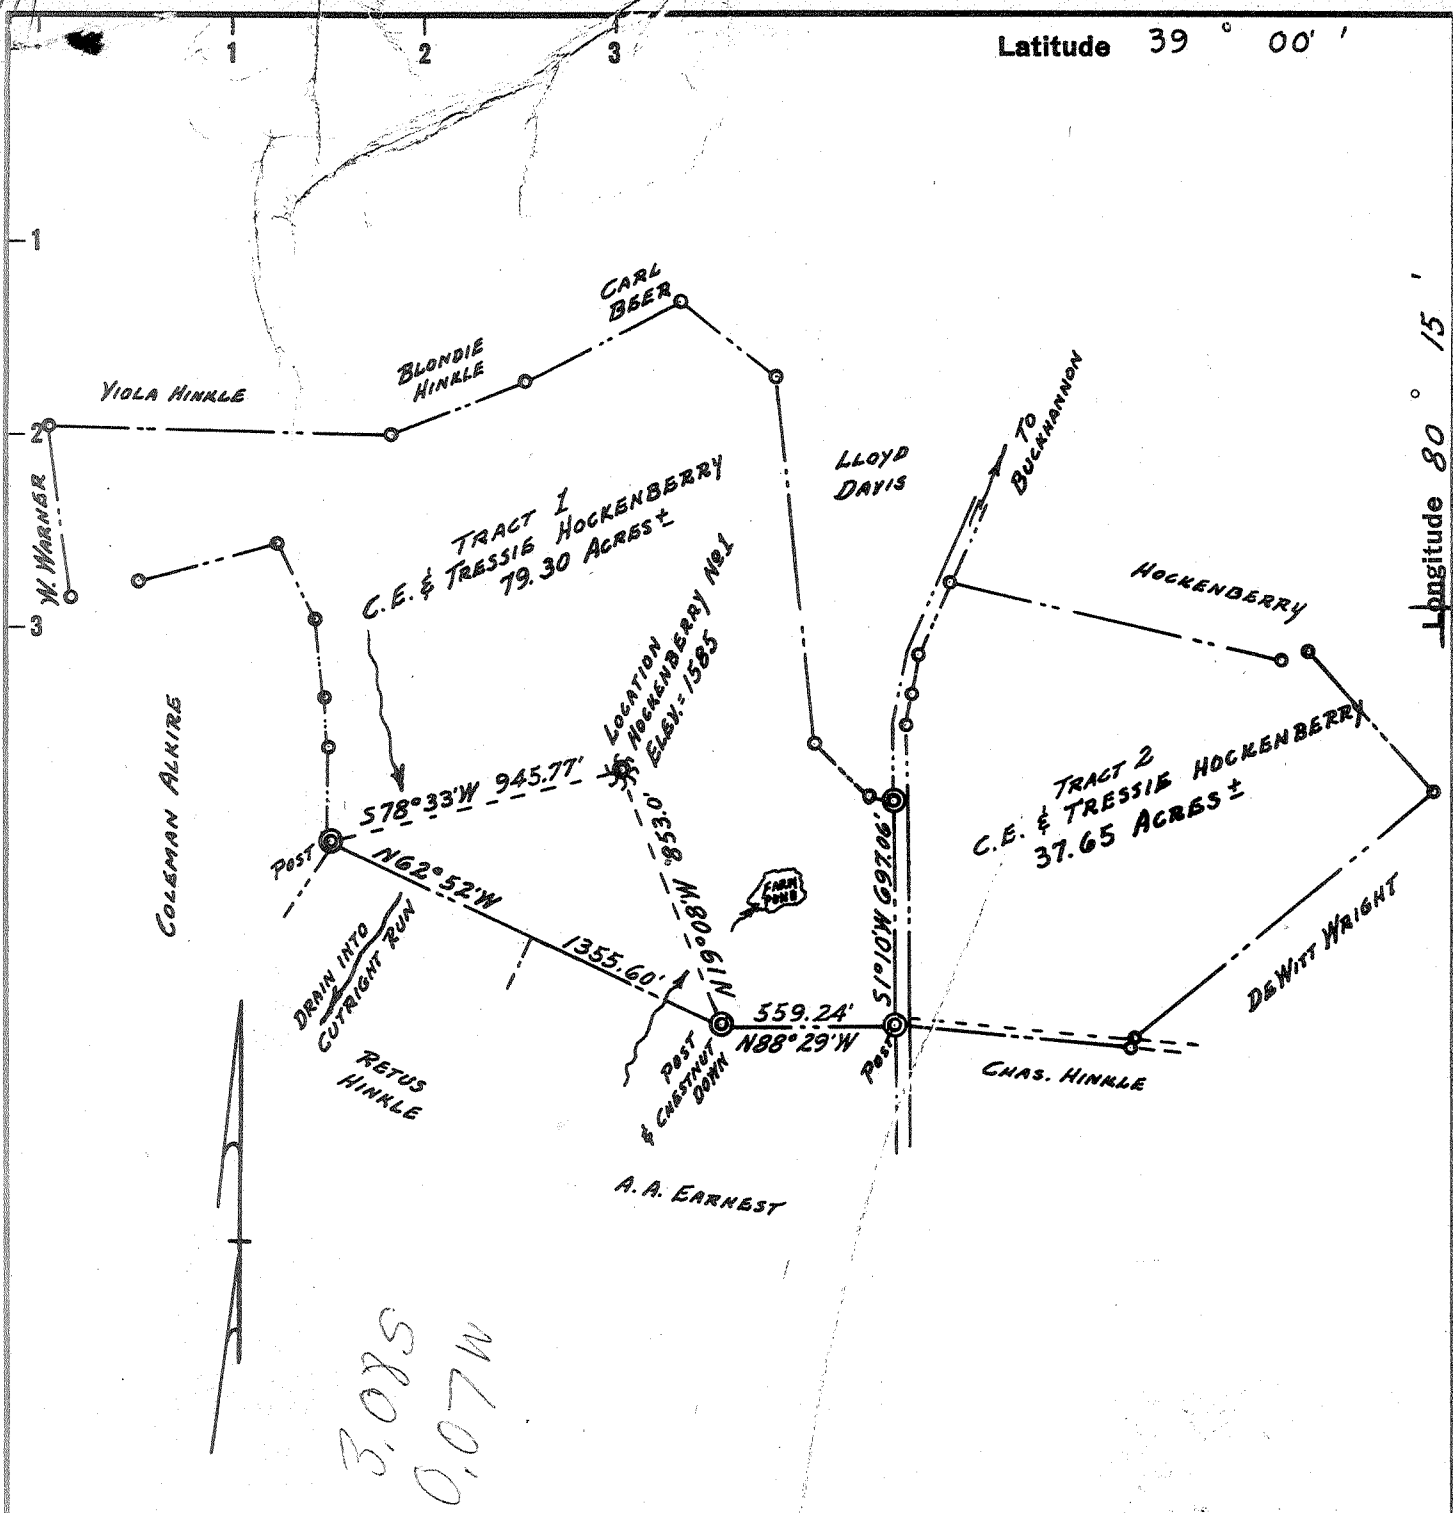 1 2 3
Latitude 39° 00'
1
2
3
Longitude 80° 15'
CARL
BEER
BLONDIE
HINKLE
VIOLA HINKLE
W. WARNER
TO
BUCKHANNON
LLOYD
DAVIS
TRACT 1
C.E. & TRESSIE HOCKENBERRY
79.30 ACRES ±
HOCKENBERRY
LOCATION
HOCKENBERRY No 1
ELEV. = 1585
COLEMAN ALKIRE
TRACT 2
C.E. & TRESSIE HOCKENBERRY
37.65 ACRES ±
S78°33'W 945.77'
N19°08'W 853.0'
POST
N62°52'W
1355.60'
FARM
POND
S1°10'W 697.06'
DEWITT WRIGHT
DRAIN INTO
CUTRIGHT RUN
559.24'
N88°29'W
POST
& CHESTNUT
DOWN
POST
CHAS. HINKLE
RETUS
HINKLE
A.A. EARNEST
3.08S
0.07W